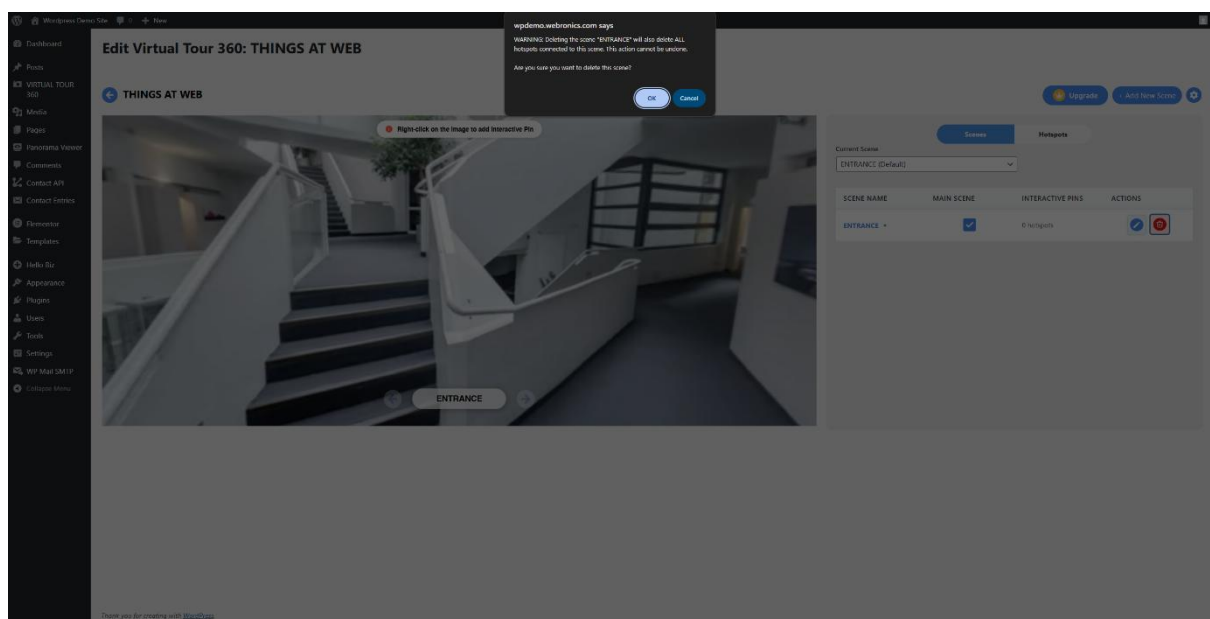 Wordpress Demo Site 0 + New
wpdemo.webronics.com says
WARNING: Deleting the scene "ENTRANCE" will also delete ALL
hotspots connected to this scene. This action cannot be undone.
Are you sure you want to delete this scene?
OK Cancel
Dashboard
Posts
VIRTUAL TOUR
360
Media
Pages
Panorama Viewer
Comments
Contact API
Contact Entries
Elementor
Templates
Hello Biz
Appearance
Plugins
Users
Tools
Settings
WP Mail SMTP
Collapse Menu
Edit Virtual Tour 360: THINGS AT WEB
THINGS AT WEB
Upgrade
+ Add New Scene
Right-click on the Image to add Interactive Pin
ENTRANCE
Scenes Hotspots
Current Scene:
ENTRANCE (Default)
SCENE NAME MAIN SCENE INTERACTIVE PINS ACTIONS
ENTRANCE 0 hotspots
Thank you for creating with WordPress.